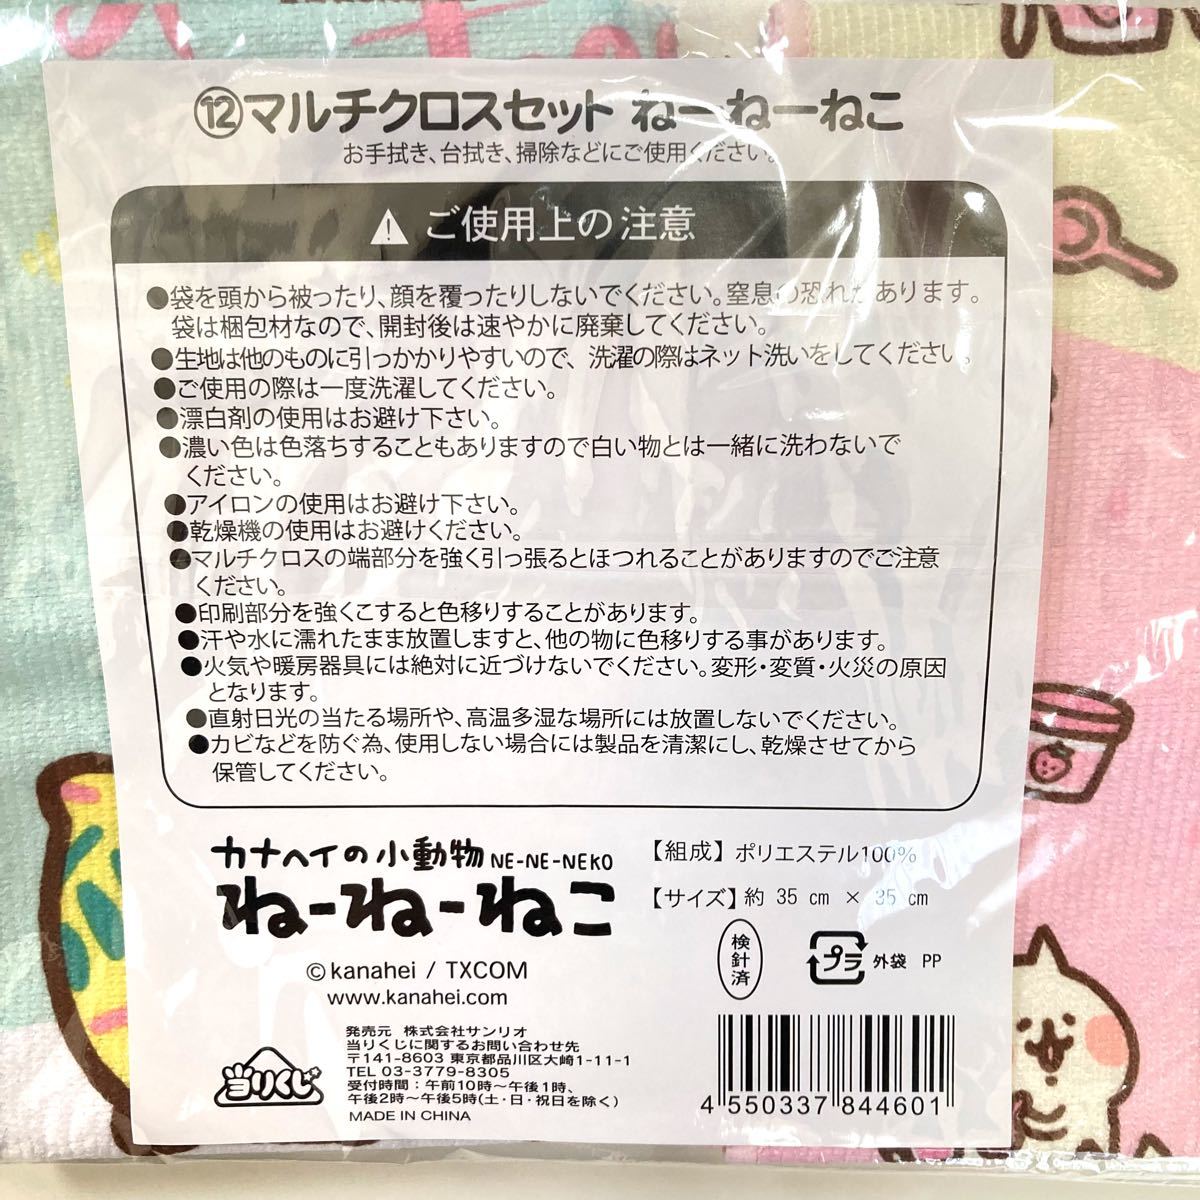 ⑫マルチクロスセット ねーねーねこ
お手拭き、台拭き、掃除などにご使用ください。
ご使用上の注意
●袋を頭から被ったり、顔を覆ったりしないでください。窒息の恐れがあります。
袋は梱包材なので、開封後は速やかに廃棄してください。
●生地は他のものに引っかかりやすいので、洗濯の際はネット洗いをしてください。
●ご使用の際は一度洗濯してください。
●漂白剤の使用はお避け下さい。
●濃い色は色落ちすることもありますので白い物とは一緒に洗わないで
ください。
●アイロンの使用はお避け下さい。
●乾燥機の使用はお避けください。
●マルチクロスの端部分を強く引っ張るとほつれることがありますのでご注意
ください。
●印刷部分を強くこすると色移りすることがあります。
●汗や水に濡れたまま放置しますと、他の物に色移りする事があります。
●火気や暖房器具には絶対に近づけないでください。変形・変質・火災の原因
となります。
●直射日光の当たる場所や、高温多湿な場所には放置しないでください。
●カビなどを防ぐ為、使用しない場合には製品を清潔にし、乾燥させてから
保管してください。
カナヘイの小動物 NE-NE-NEKO
ねーねーねこ
©kanahei / TXCOM
www.kanahei.com
【組成】ポリエステル100%
【サイズ】約 35 cm × 35 cm
検針済
プラ 外袋 PP
当りくじ
発売元 株式会社サンリオ
当りくじに関するお問い合わせ先
〒141-8603 東京都品川区大崎1-11-1
TEL 03-3779-8305
受付時間:午前10時～午後1時、
午後2時～午後5時(土・日・祝日を除く)
MADE IN CHINA
4 550337 844601